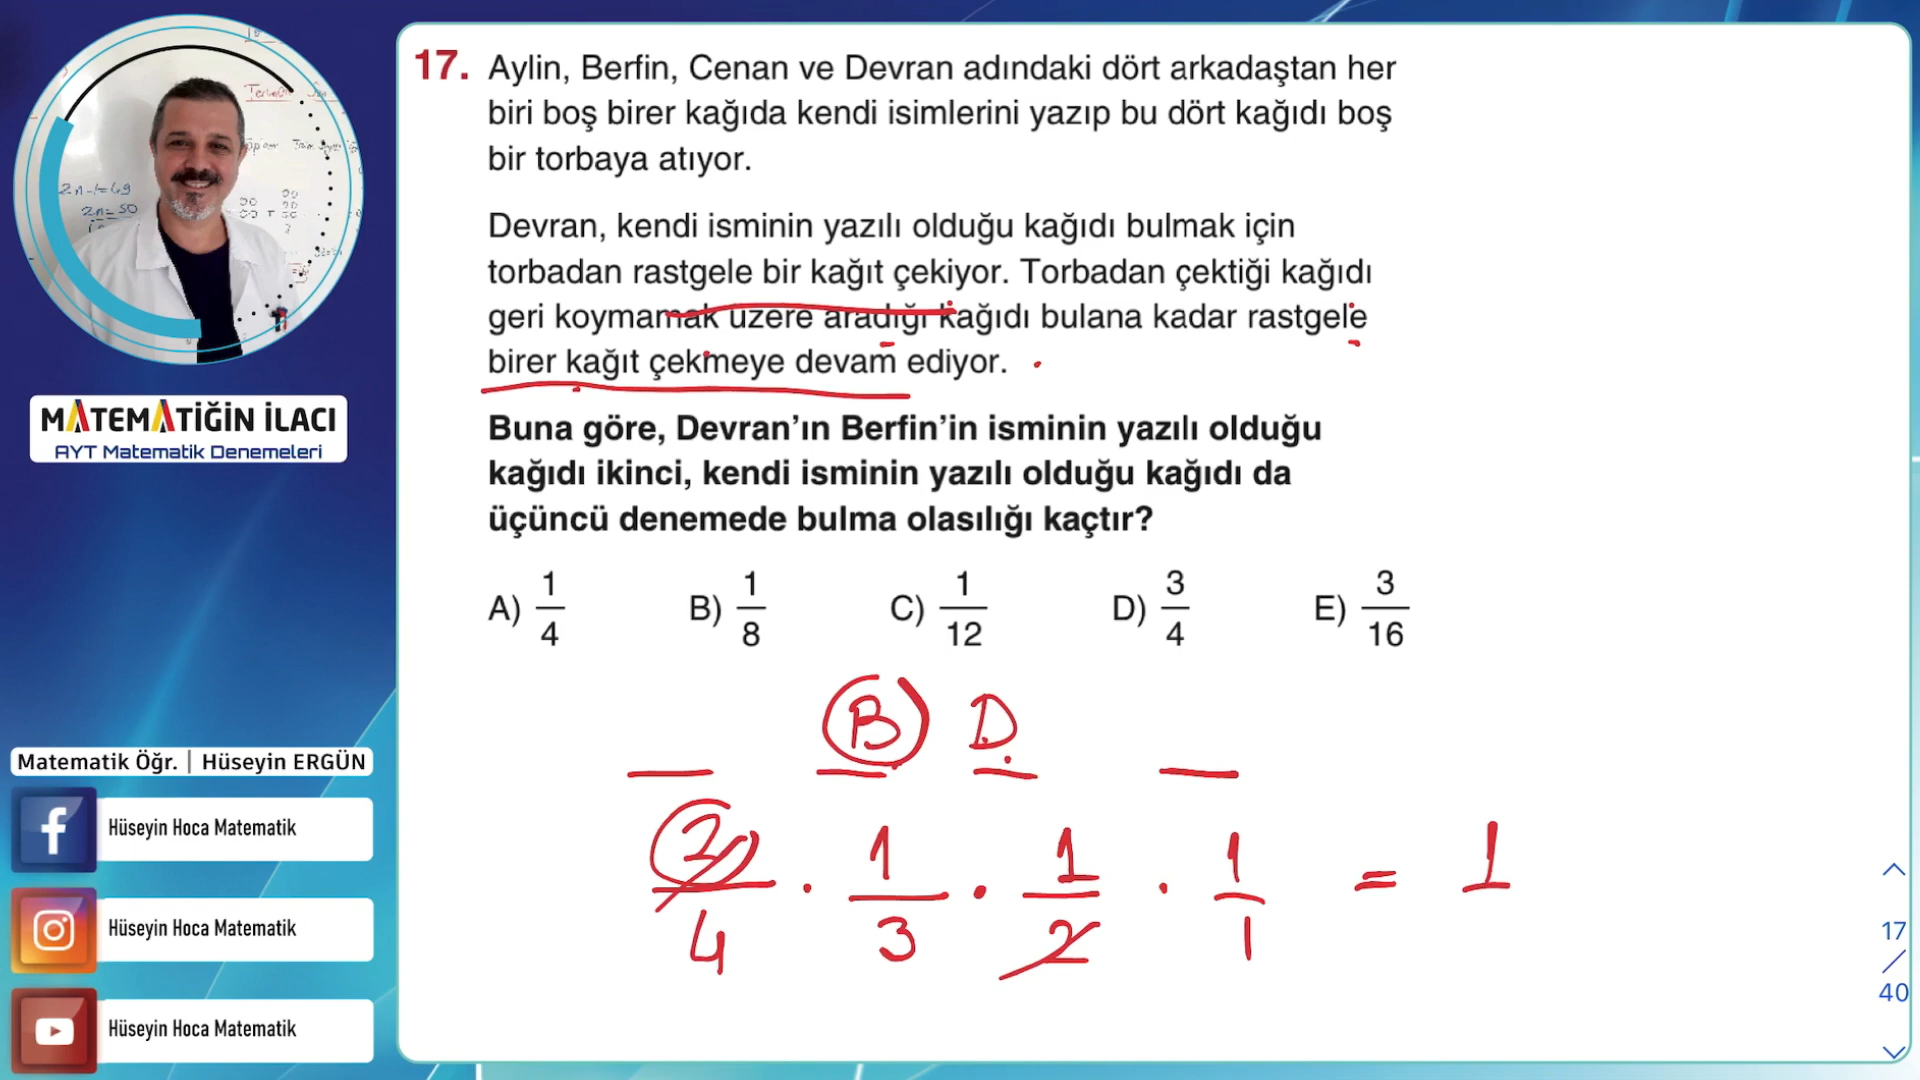 17. Aylin, Berfin, Cenan ve Devran adındaki dört arkadaştan her
biri boş birer kağıda kendi isimlerini yazıp bu dört kağıdı boş
bir torbaya atıyor.
Devran, kendi isminin yazılı olduğu kağıdı bulmak için
torbadan rastgele bir kağıt çekiyor. Torbadan çektiği kağıdı
geri koymamak üzere aradığı kağıdı bulana kadar rastgele
birer kağıt çekmeye devam ediyor.
Buna göre, Devran'ın Berfin'in isminin yazılı olduğu
kağıdı ikinci, kendi isminin yazılı olduğu kağıdı da
üçüncü denemede bulma olasılığı kaçtır?
A) 1/4 B) 1/8 C) 1/12 D) 3/4 E) 3/16
B D
2/4 · 1/3 · 1/2 · 1/1 = 1
MATEMATİĞİN İLACI
AYT Matematik Denemeleri
Matematik Öğr. | Hüseyin ERGÜN
Hüseyin Hoca Matematik
Hüseyin Hoca Matematik
Hüseyin Hoca Matematik
17
/
40
2n-1=49
2n=50